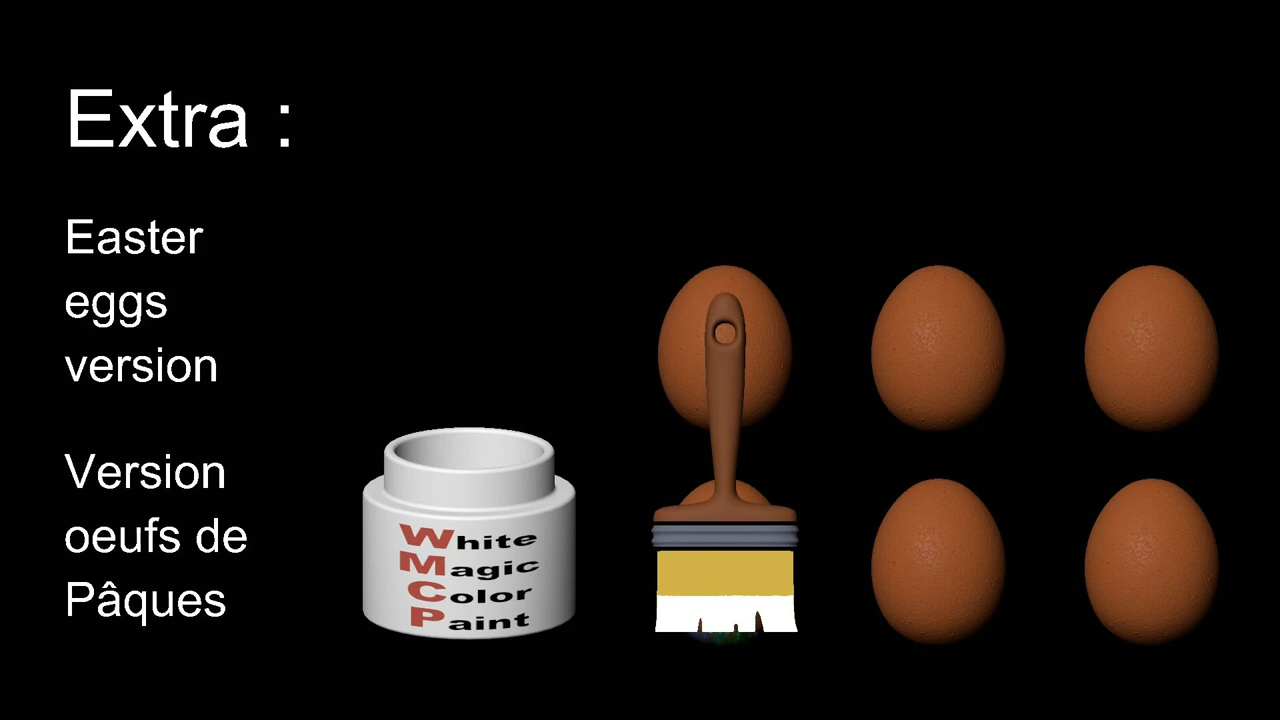 Extra :
Easter
eggs
version
Version
oeufs de
Pâques
White
Magic
Color
Paint